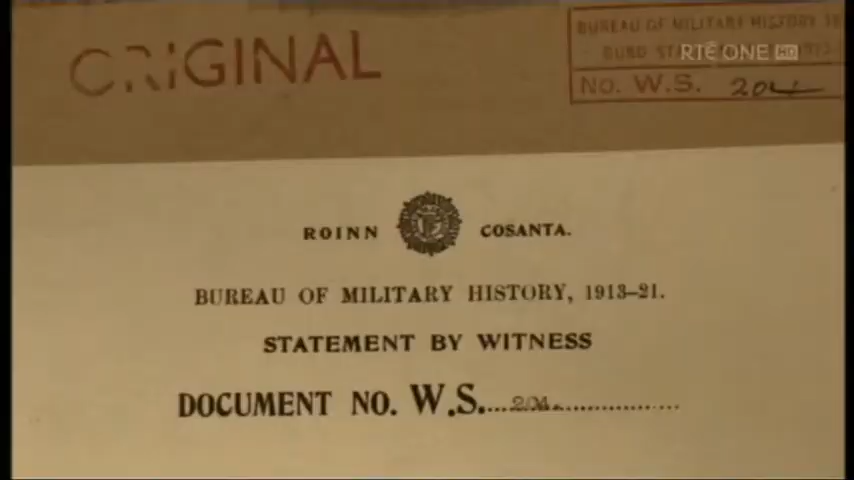 ORIGINAL
BUREAU OF MILITARY HISTORY
BURO
RTÉ ONE HD
No. W.S. 204
ROINN COSANTA.
BUREAU OF MILITARY HISTORY, 1913–21.
STATEMENT BY WITNESS
DOCUMENT NO. W.S. 204.